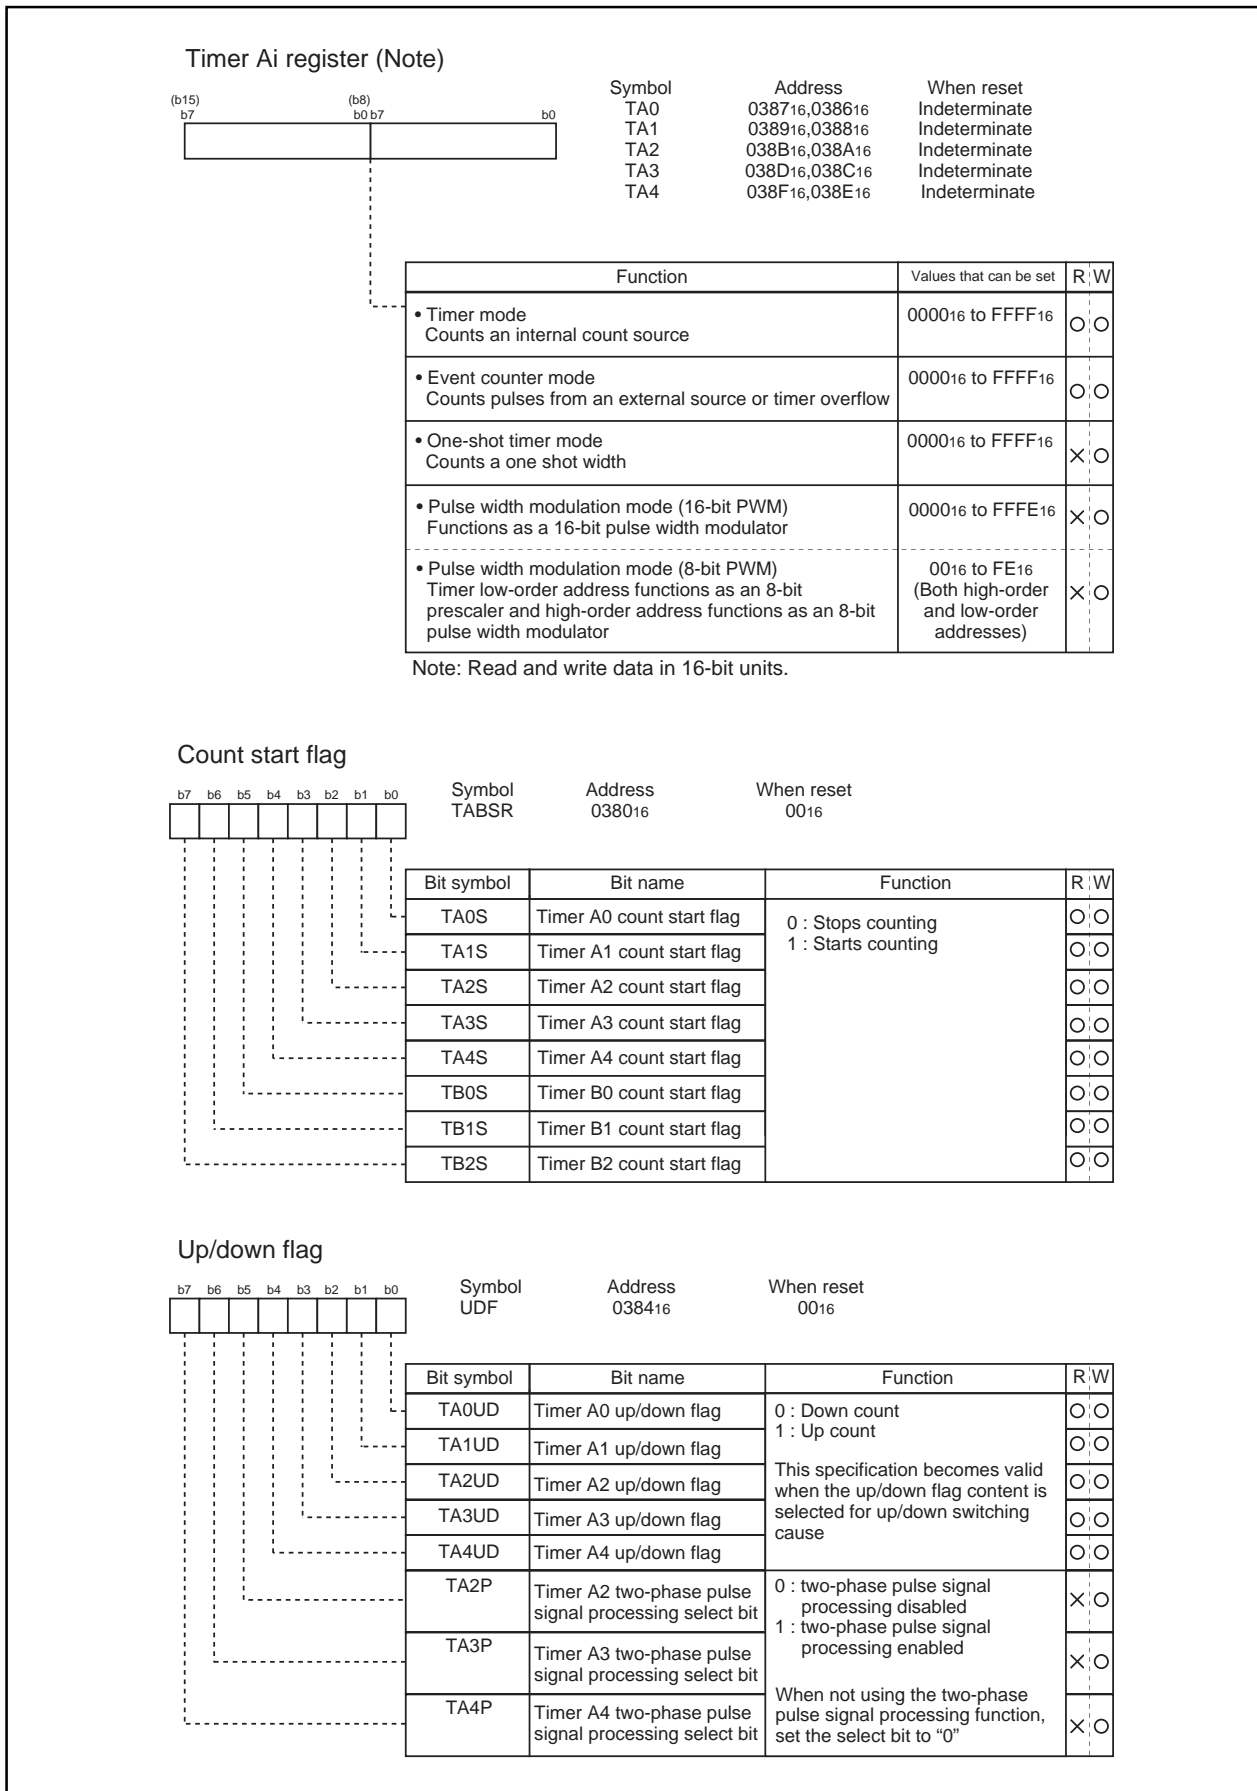 Timer Ai register (Note)
Symbol Address When reset
(b15) (b8)
b7 b0 b7 b0
TA0 038716,038616 Indeterminate
TA1 038916,038816 Indeterminate
TA2 038B16,038A16 Indeterminate
TA3 038D16,038C16 Indeterminate
TA4 038F16,038E16 Indeterminate
Function Values that can be set R W
• Timer mode 000016 to FFFF16
Counts an internal count source
• Event counter mode 000016 to FFFF16
Counts pulses from an external source or timer overflow
• One-shot timer mode 000016 to FFFF16
Counts a one shot width
• Pulse width modulation mode (16-bit PWM) 000016 to FFFE16
Functions as a 16-bit pulse width modulator
• Pulse width modulation mode (8-bit PWM) 0016 to FE16
Timer low-order address functions as an 8-bit (Both high-order
prescaler and high-order address functions as an 8-bit and low-order
pulse width modulator addresses)
Note: Read and write data in 16-bit units.
Count start flag
b7 b6 b5 b4 b3 b2 b1 b0
Symbol Address When reset
TABSR 038016 0016
Bit symbol Bit name Function R W
TA0S Timer A0 count start flag 0 : Stops counting
TA1S Timer A1 count start flag 1 : Starts counting
TA2S Timer A2 count start flag
TA3S Timer A3 count start flag
TA4S Timer A4 count start flag
TB0S Timer B0 count start flag
TB1S Timer B1 count start flag
TB2S Timer B2 count start flag
Up/down flag
b7 b6 b5 b4 b3 b2 b1 b0
Symbol Address When reset
UDF 038416 0016
Bit symbol Bit name Function R W
TA0UD Timer A0 up/down flag 0 : Down count
1 : Up count
TA1UD Timer A1 up/down flag
This specification becomes valid
TA2UD Timer A2 up/down flag when the up/down flag content is
TA3UD Timer A3 up/down flag selected for up/down switching
cause
TA4UD Timer A4 up/down flag
TA2P Timer A2 two-phase pulse 0 : two-phase pulse signal
signal processing select bit processing disabled
1 : two-phase pulse signal
TA3P Timer A3 two-phase pulse processing enabled
signal processing select bit
When not using the two-phase
TA4P Timer A4 two-phase pulse pulse signal processing function,
signal processing select bit set the select bit to “0”